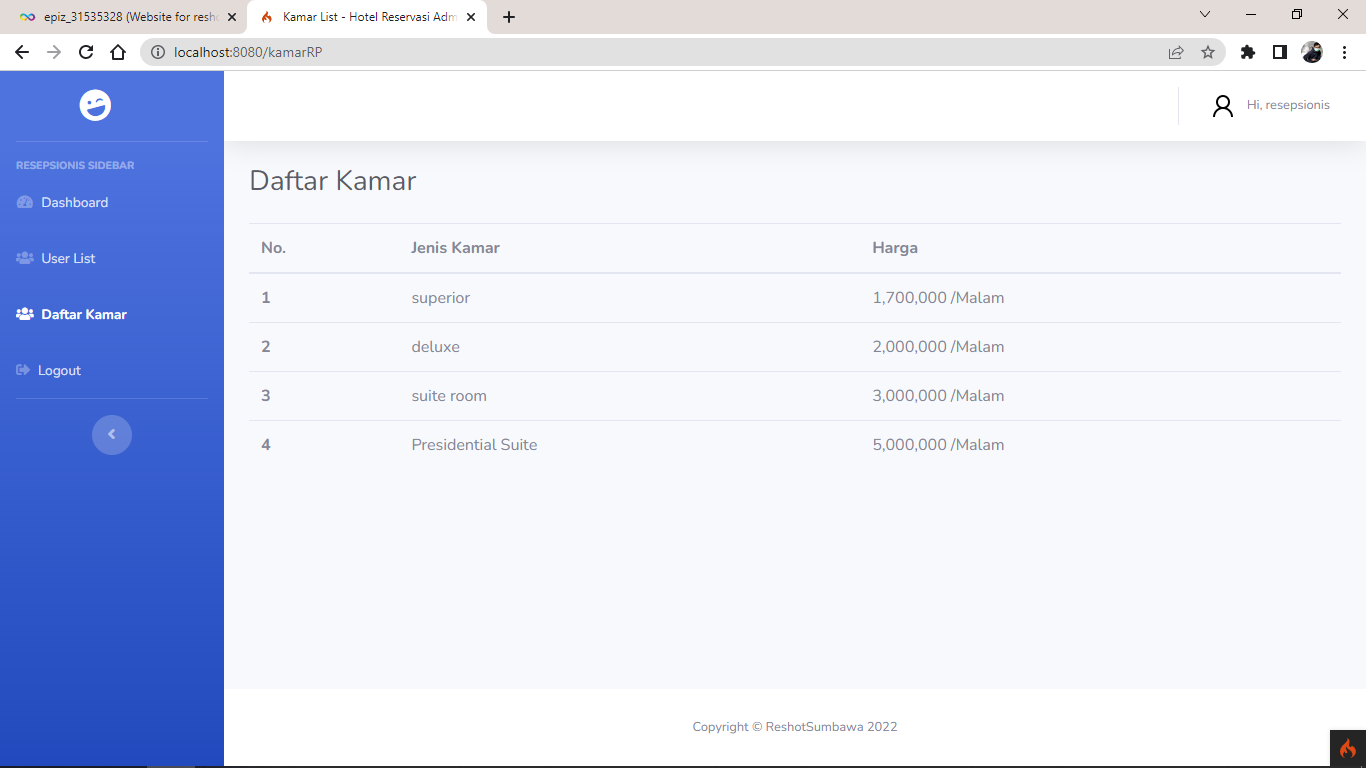 epiz_31535328 (Website for resh
Kamar List - Hotel Reservasi Adm
localhost:8080/kamarRP
Hi, resepsionis
RESEPSIONIS SIDEBAR
Dashboard
User List
Daftar Kamar
Logout
Daftar Kamar
No. Jenis Kamar Harga
1 superior 1,700,000 /Malam
2 deluxe 2,000,000 /Malam
3 suite room 3,000,000 /Malam
4 Presidential Suite 5,000,000 /Malam
Copyright © ReshotSumbawa 2022